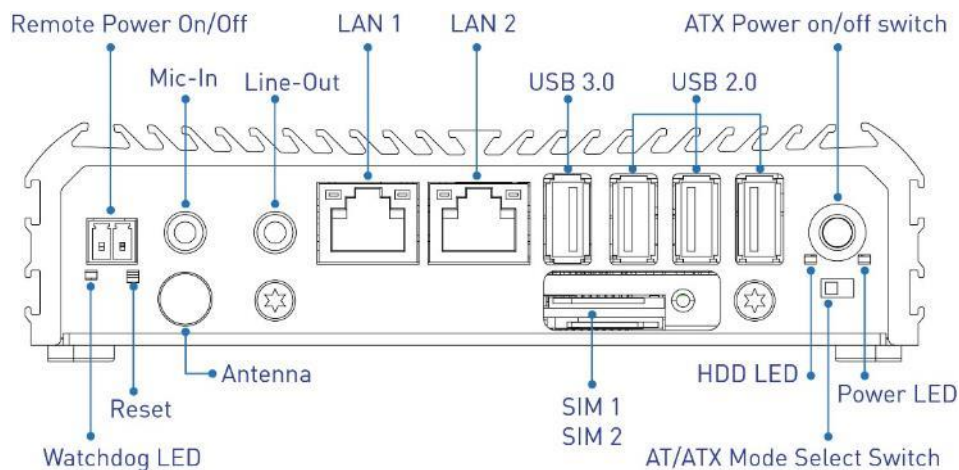 Remote Power On/Off
LAN 1
LAN 2
ATX Power on/off switch
Mic-In
Line-Out
USB 3.0
USB 2.0
Antenna
HDD LED
Power LED
Reset
SIM 1
SIM 2
Watchdog LED
AT/ATX Mode Select Switch